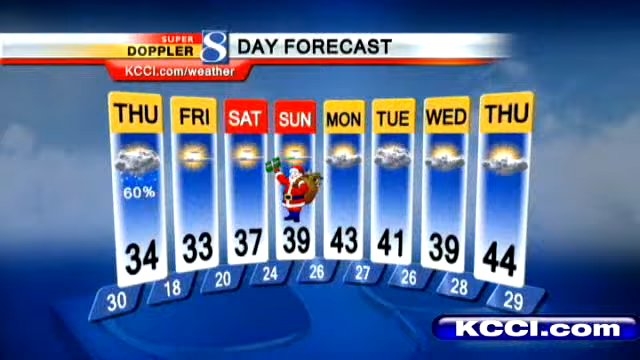 SUPER
DOPPLER 8 DAY FORECAST
KCCI.com/weather
THU FRI SAT SUN MON TUE WED THU
60%
34 33 37 39 43 41 39 44
30 18 20 24 26 27 26 28 29
KCCI.com